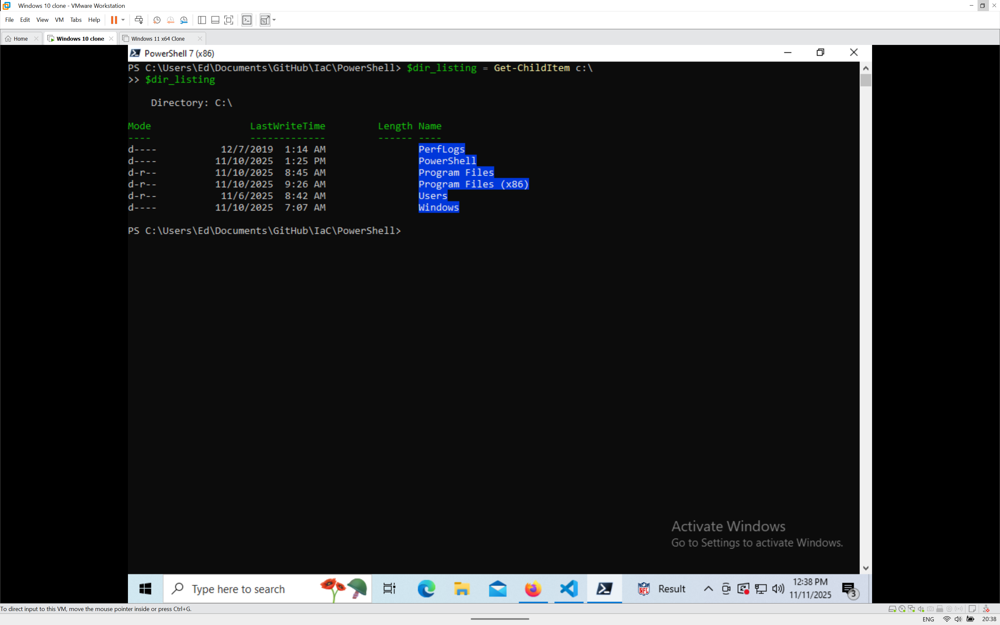 Windows 10 clone - VMware Workstation
File Edit View VM Tabs Help
Home Windows 10 clone Windows 11 x64 Clone
PowerShell 7 (x86)
PS C:\Users\Ed\Documents\GitHub\IaC\PowerShell> $dir_listing = Get-ChildItem c:\
>> $dir_listing
Directory: C:\
Mode LastWriteTime Length Name
---- ------------- ------ ----
d---- 12/7/2019 1:14 AM PerfLogs
d---- 11/10/2025 1:25 PM PowerShell
d-r-- 11/10/2025 8:45 AM Program Files
d-r-- 11/10/2025 9:26 AM Program Files (x86)
d-r-- 11/6/2025 8:42 AM Users
d---- 11/10/2025 7:07 AM Windows
PS C:\Users\Ed\Documents\GitHub\IaC\PowerShell>
Activate Windows
Go to Settings to activate Windows.
Type here to search
NFL Result
12:38 PM
11/11/2025
3
To direct input to this VM, move the mouse pointer inside or press Ctrl+G.
ENG 20:38